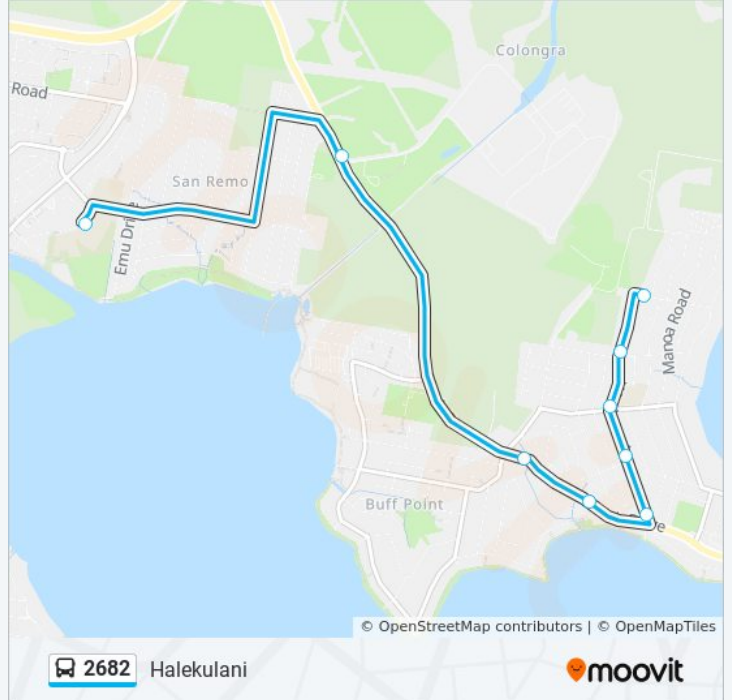 Colongra
Road
San Remo
Emu Drive
Manoa Road
Buff Point
© OpenStreetMap contributors | © OpenMapTiles
2682 Halekulani
moovit